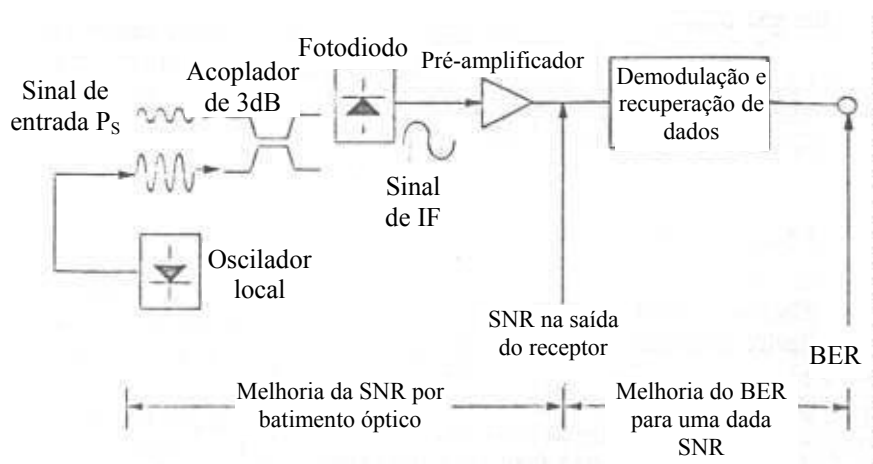 Sinal de
entrada P_S
Acoplador
de 3dB
Fotodiodo
Pré-amplificador
Demodulação e
recuperação de
dados
Sinal
de IF
Oscilador
local
SNR na saída
do receptor
BER
Melhoria da SNR por
batimento óptico
Melhoria do BER
para uma dada
SNR